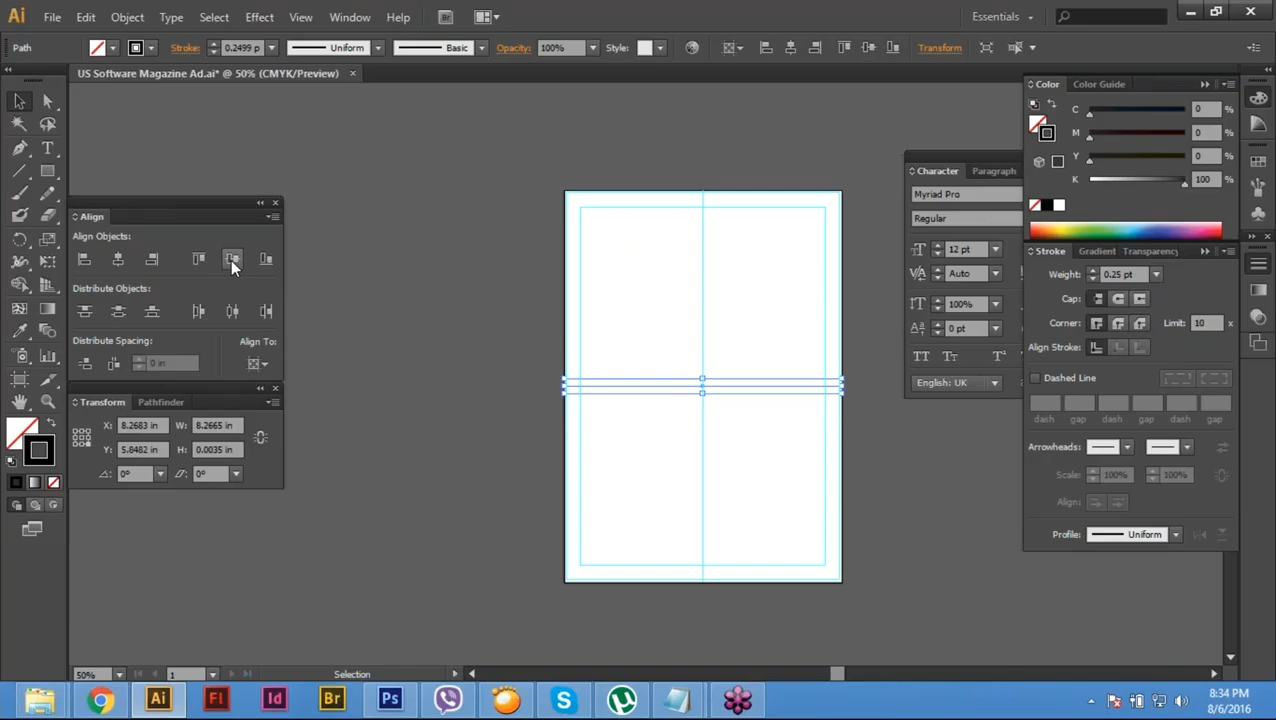 Ai File Edit Object Type Select Effect View Window Help Br Essentials
Path Stroke: 0.2499 p Uniform Basic Opacity: 100% Style: Transform
US Software Magazine Ad.ai* @ 50% (CMYK/Preview)
Align
Align Objects:
Distribute Objects:
Distribute Spacing: Align To:
0 in
Transform Pathfinder
X: 8.2683 in W: 8.2665 in
Y: 5.8482 in H: 0.0035 in
0° 0°
Character Paragraph
Myriad Pro
Regular
12 pt Auto
100%
0 pt
TT Tт T¹
English: UK
Color Color Guide
C 0 %
M 0 %
Y 0 %
K 100 %
Stroke Gradient Transparency
Weight: 0.25 pt
Cap:
Corner: Limit: 10 x
Align Stroke:
Dashed Line
dash gap dash gap dash gap
Arrowheads:
Scale: 100% 100%
Align:
Profile: Uniform
50% 1 Selection
Ai Fl Id Br Ps
8:34 PM
8/6/2016